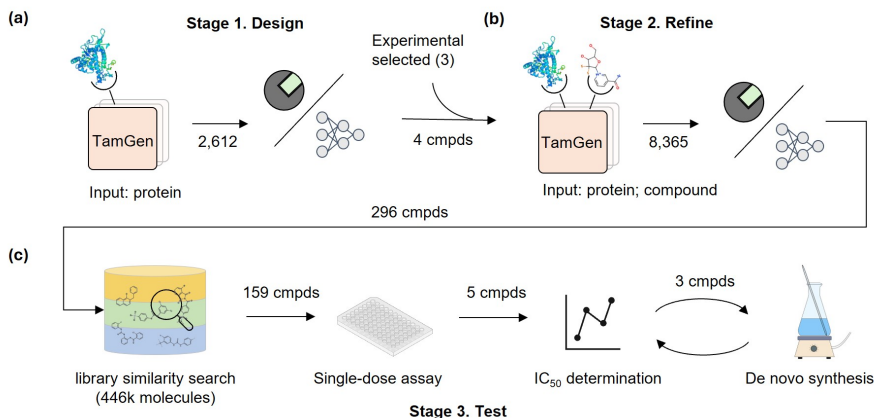 (a)
Stage 1. Design
Experimental
selected (3)
TamGen
2,612
4 cmpds
Input: protein
(b)
Stage 2. Refine
TamGen
8,365
Input: protein; compound
296 cmpds
(c)
159 cmpds
5 cmpds
3 cmpds
library similarity search
(446k molecules)
Single-dose assay
IC₅₀ determination
De novo synthesis
Stage 3. Test